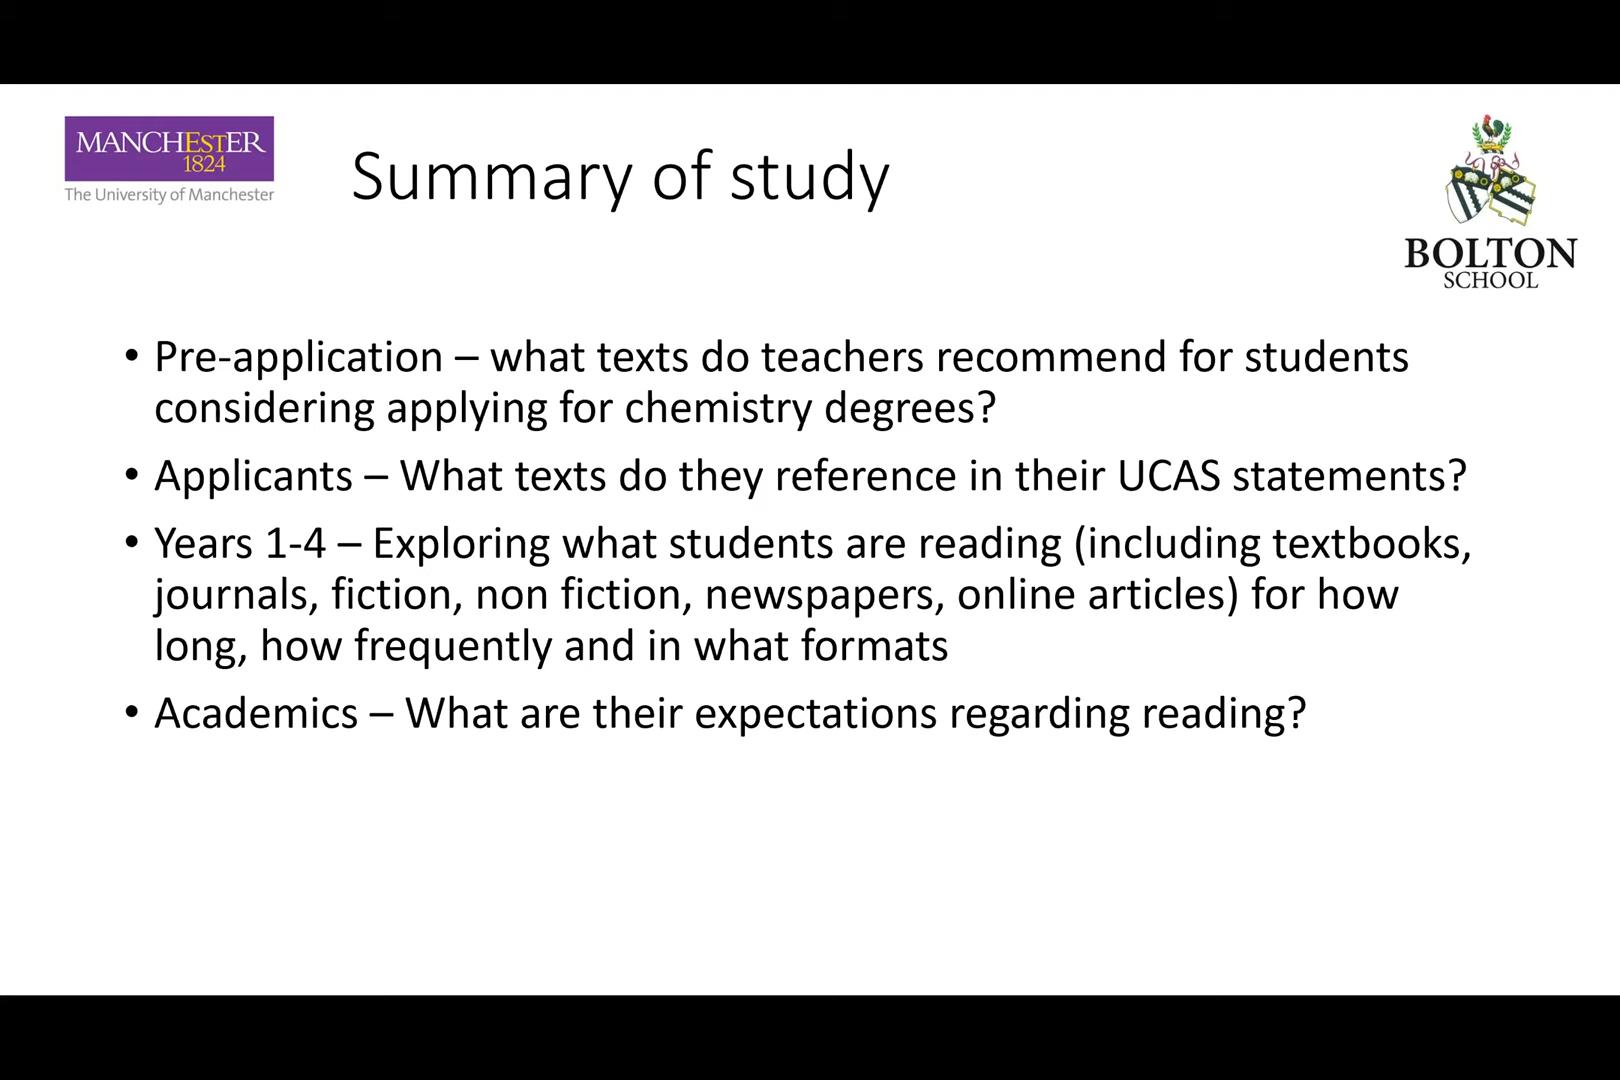 MANCHESTER
1824
The University of Manchester
Summary of study
BOLTON
SCHOOL
• Pre-application – what texts do teachers recommend for students
considering applying for chemistry degrees?
• Applicants – What texts do they reference in their UCAS statements?
• Years 1-4 – Exploring what students are reading (including textbooks,
journals, fiction, non fiction, newspapers, online articles) for how
long, how frequently and in what formats
• Academics – What are their expectations regarding reading?